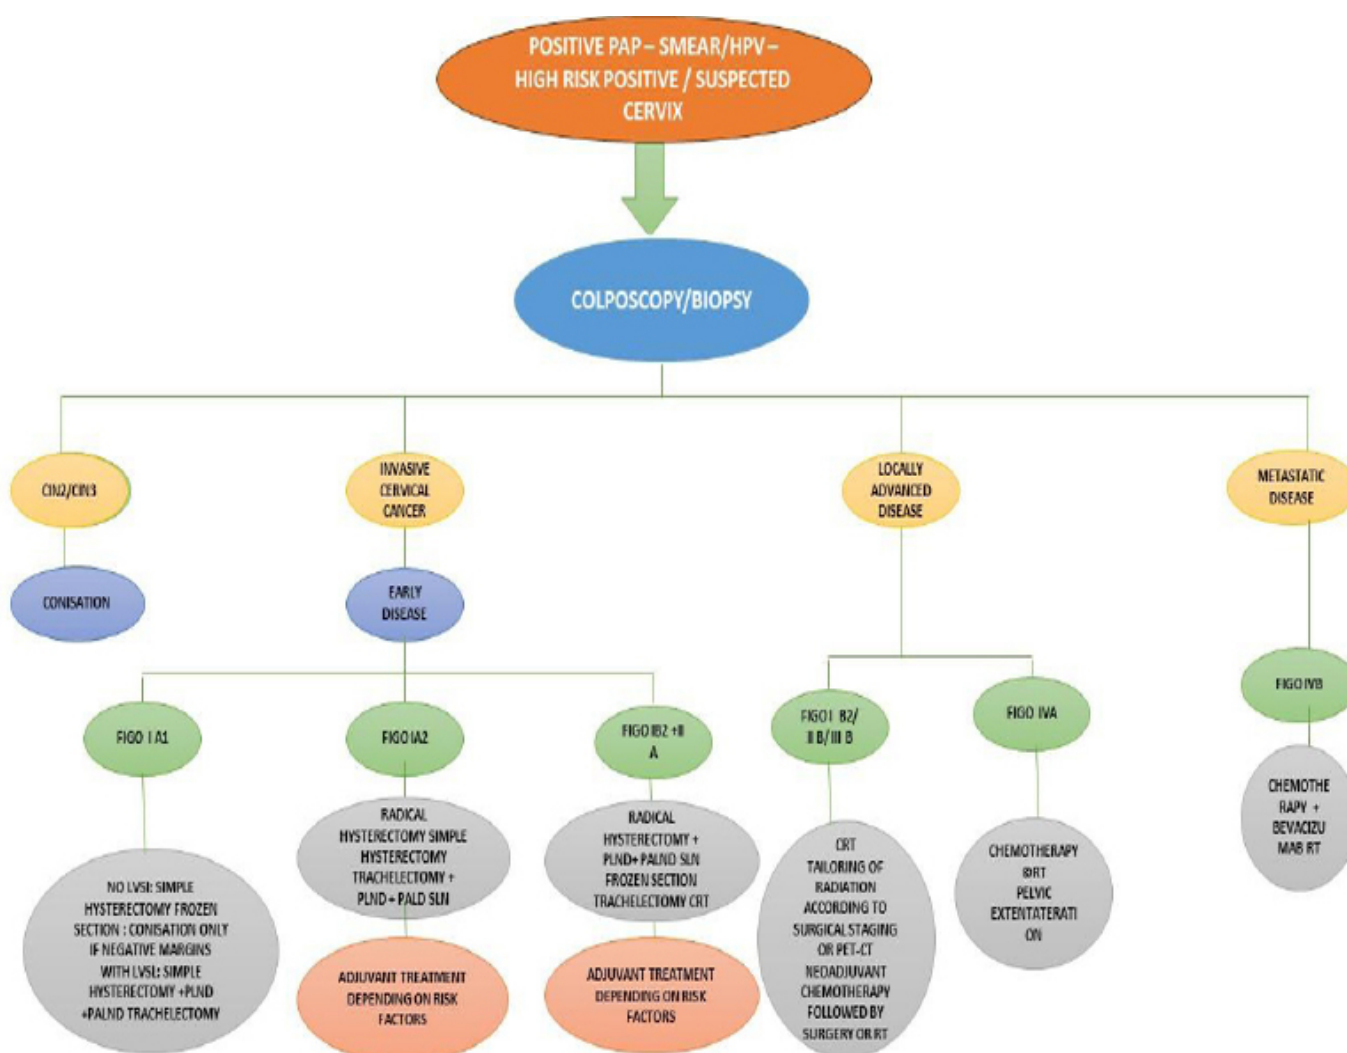 POSITIVE PAP – SMEAR/HPV –
HIGH RISK POSITIVE / SUSPECTED
CERVIX
COLPOSCOPY/BIOPSY
CIN2/CIN3
INVASIVE
CERVICAL
CANCER
LOCALLY
ADVANCED
DISEASE
METASTATIC
DISEASE
CONISATION
EARLY
DISEASE
FIGO I A1
FIGO IA2
FIGO IB2 +II
A
FIGO I B2/
II B/ III B
FIGO IVA
FIGO IVB
NO LVSI: SIMPLE
HYSTERECTOMY FROZEN
SECTION : CONISATION ONLY
IF NEGATIVE MARGINS
WITH LVSL: SIMPLE
HYSTERECTOMY +PLND
+PALND TRACHELECTOMY
RADICAL
HYSTERECTOMY SIMPLE
HYSTERECTOMY
TRACHELECTOMY +
PLND + PALD SLN
RADICAL
HYSTERECTOMY +
PLND+ PALND SLN
FROZEN SECTION
TRACHELECTOMY CRT
CRT
TAILORING OF
RADIATION
ACCORDING TO
SURGICAL STAGING
OR PET-CT
NEOADJUVANT
CHEMOTHERAPY
FOLLOWED BY
SURGERY OR RT
CHEMOTHERAPY
®RT
PELVIC
EXTENTATERATI
ON
CHEMOTHE
RAPY +
BEVACIZU
MAB RT
ADJUVANT TREATMENT
DEPENDING ON RISK
FACTORS
ADJUVANT TREATMENT
DEPENDING ON RISK
FACTORS